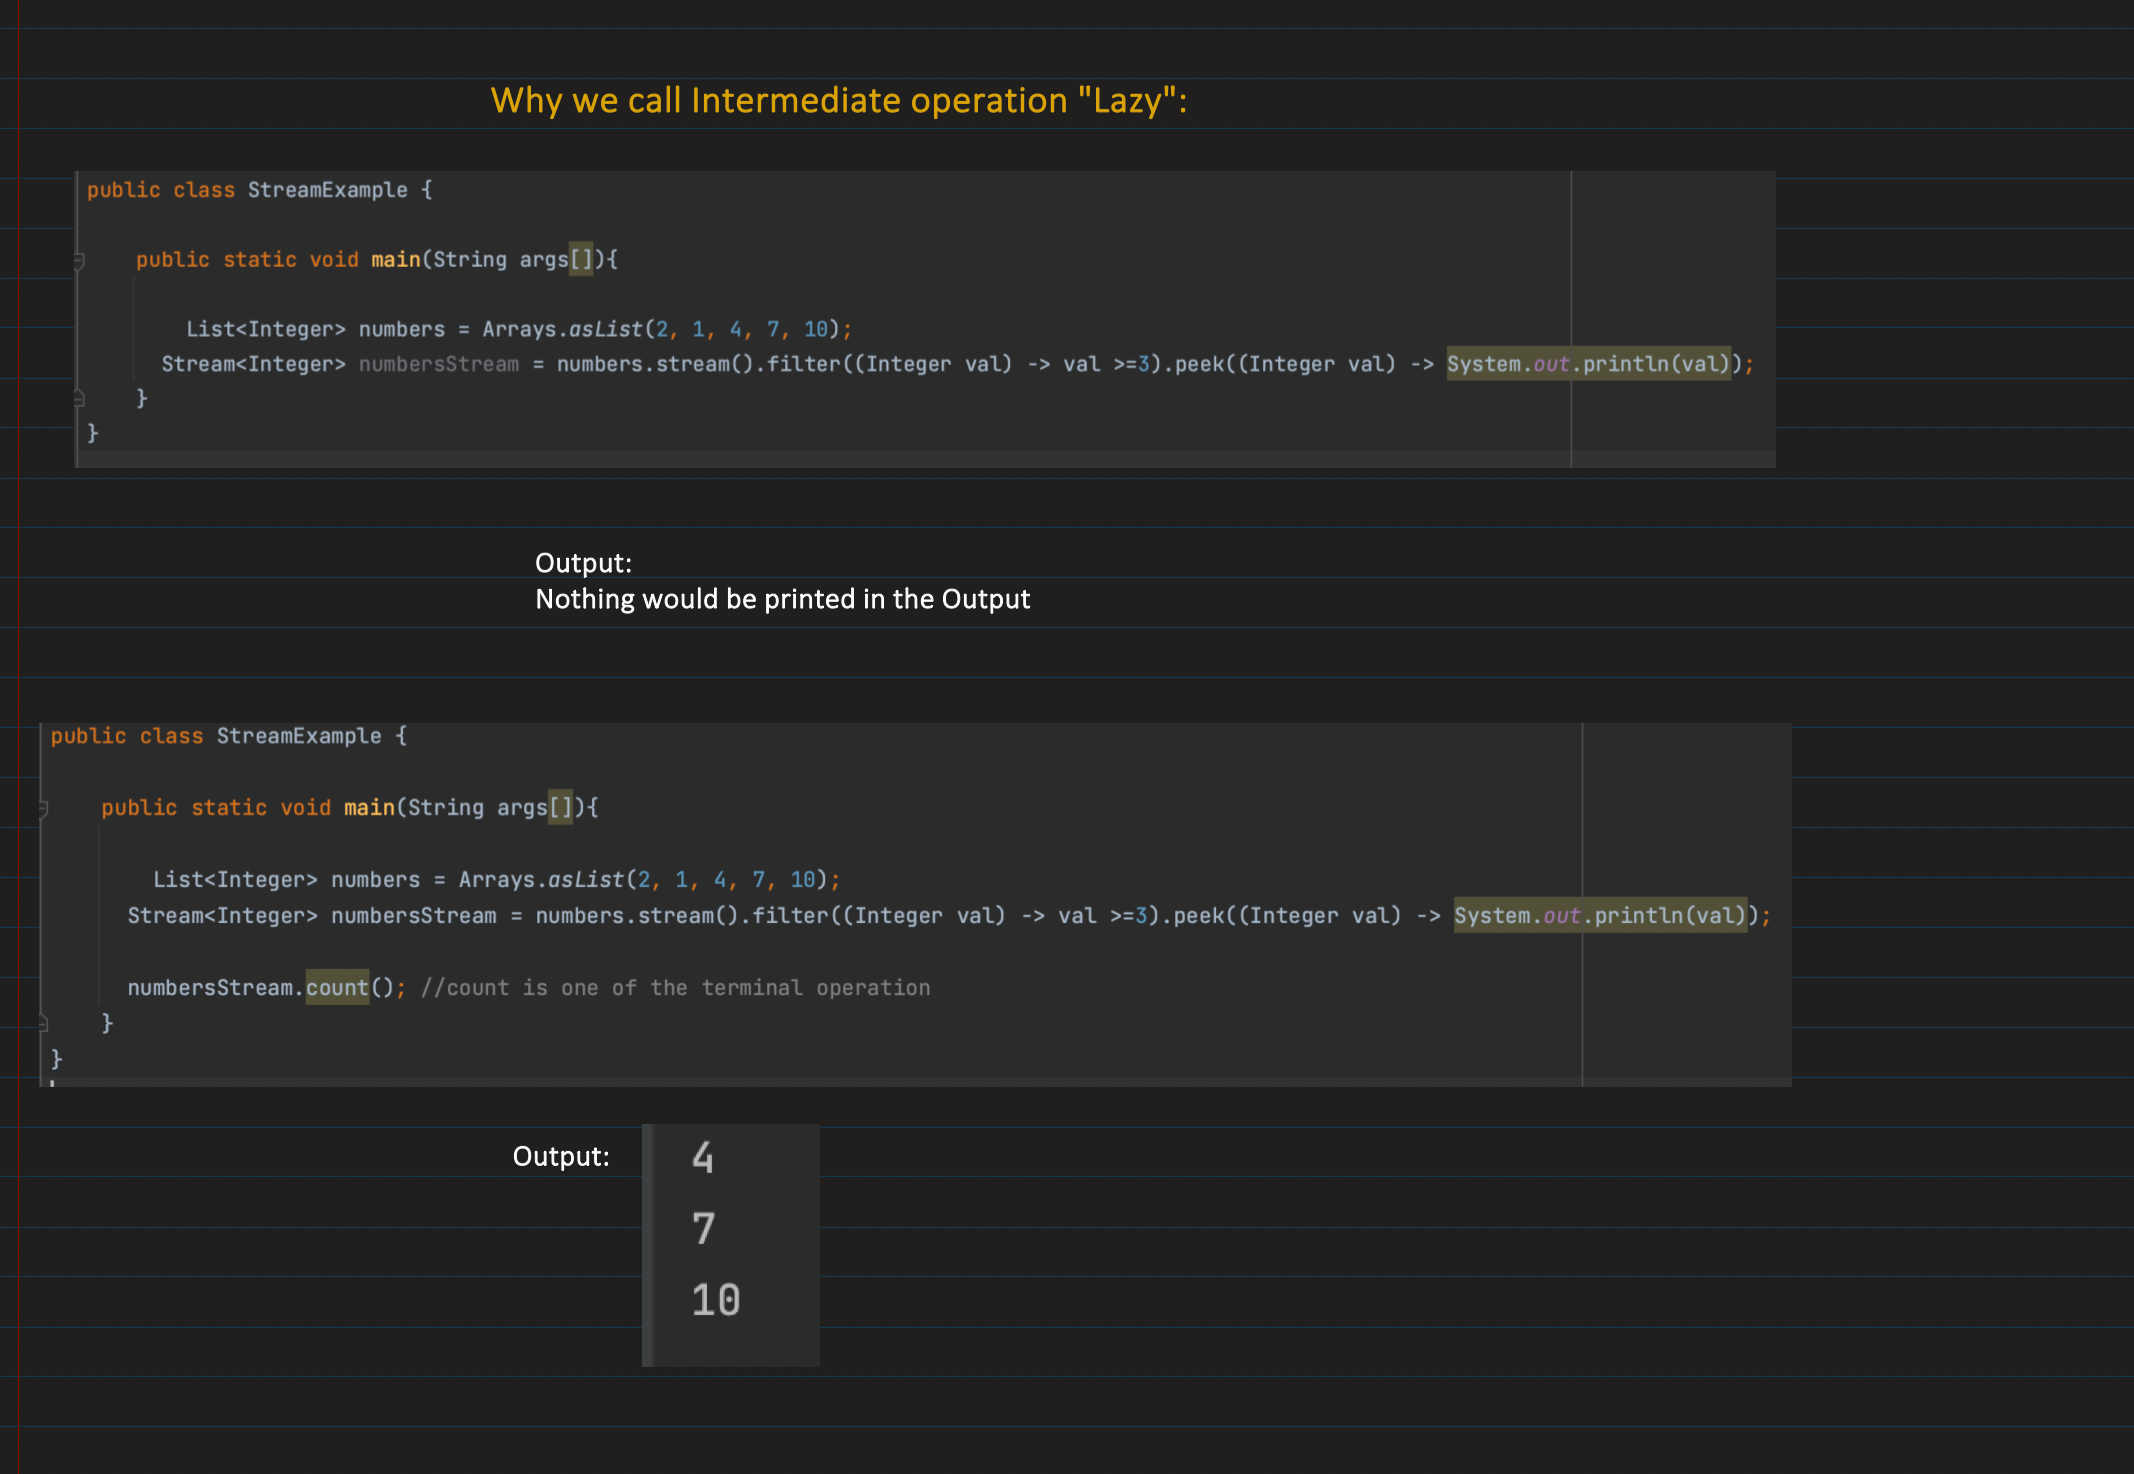 Why we call Intermediate operation "Lazy":
public class StreamExample {
public static void main(String args[]){
List<Integer> numbers = Arrays.asList(2, 1, 4, 7, 10);
Stream<Integer> numbersStream = numbers.stream().filter((Integer val) -> val >=3).peek((Integer val) -> System.out.println(val));
}
}
Output:
Nothing would be printed in the Output
public class StreamExample {
public static void main(String args[]){
List<Integer> numbers = Arrays.asList(2, 1, 4, 7, 10);
Stream<Integer> numbersStream = numbers.stream().filter((Integer val) -> val >=3).peek((Integer val) -> System.out.println(val));
numbersStream.count(); //count is one of the terminal operation
}
}
Output:
4
7
10